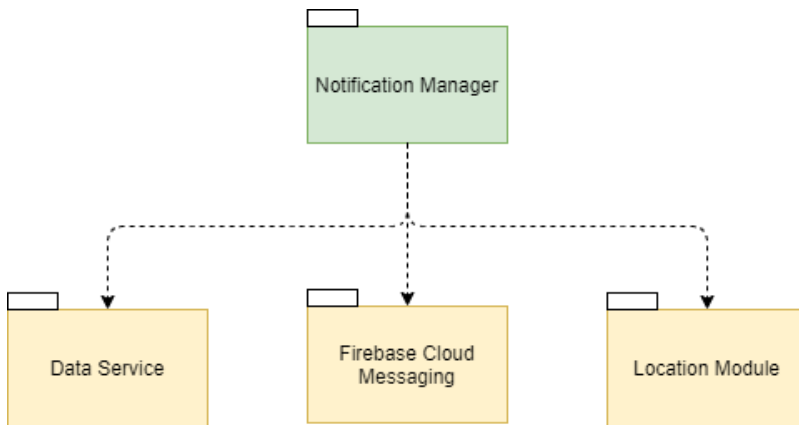 Notification Manager
Data Service
Firebase Cloud
Messaging
Location Module